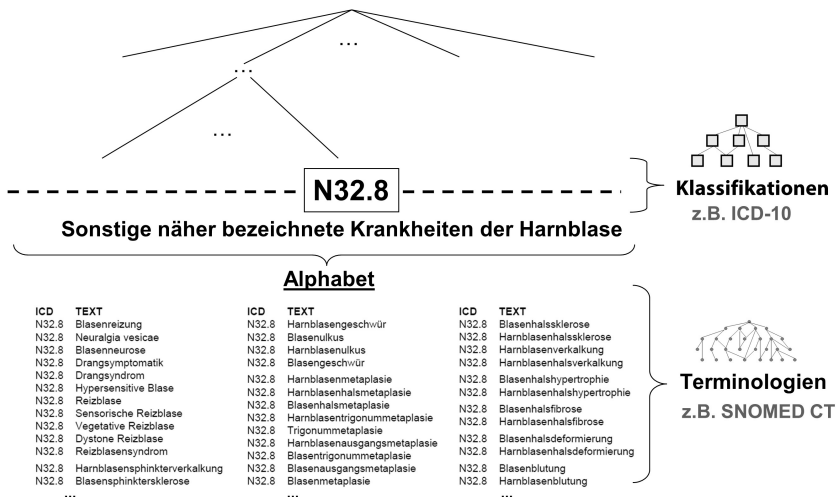 ...
...
...
N32.8
Klassifikationen
z.B. ICD-10
Sonstige näher bezeichnete Krankheiten der Harnblase
Alphabet
ICD TEXT
N32.8 Blasenreizung
N32.8 Neuralgia vesicae
N32.8 Blasenneurose
N32.8 Drangsymptomatik
N32.8 Drangsyndrom
N32.8 Hypersensitive Blase
N32.8 Reizblase
N32.8 Sensorische Reizblase
N32.8 Vegetative Reizblase
N32.8 Dystone Reizblase
N32.8 Reizblasensyndrom
N32.8 Harnblasensphinkterverkalkung
N32.8 Blasensphinktersklerose
...
ICD TEXT
N32.8 Harnblasengeschwür
N32.8 Blasenulkus
N32.8 Harnblasenulkus
N32.8 Blasengeschwür
N32.8 Harnblasenmetaplasie
N32.8 Harnblasenhalsmetaplasie
N32.8 Blasenhalsmetaplasie
N32.8 Harnblasentrigonummetaplasie
N32.8 Trigonummetaplasie
N32.8 Harnblasenausgangsmetaplasie
N32.8 Blasentrigonummetaplasie
N32.8 Blasenausgangsmetaplasie
N32.8 Blasenmetaplasie
...
ICD TEXT
N32.8 Blasenhalssklerose
N32.8 Harnblasenhalssklerose
N32.8 Harnblasenverkalkung
N32.8 Harnblasenhalsverkalkung
N32.8 Blasenhalshypertrophie
N32.8 Harnblasenhalshypertrophie
N32.8 Blasenhalsfibrose
N32.8 Harnblasenhalsfibrose
N32.8 Blasenhalsdeformierung
N32.8 Harnblasenhalsdeformierung
N32.8 Blasenblutung
N32.8 Harnblasenblutung
...
Terminologien
z.B. SNOMED CT